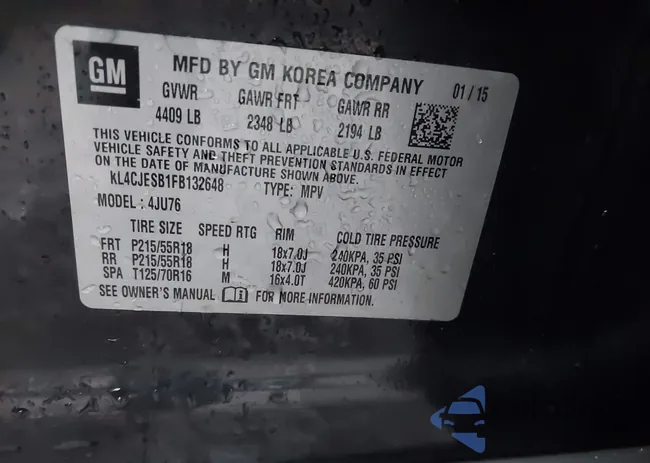 GM
MFD BY GM KOREA COMPANY 01 / 15
GVWR GAWR FRT GAWR RR
4409 LB 2348 LB 2194 LB
THIS VEHICLE CONFORMS TO ALL APPLICABLE U.S. FEDERAL MOTOR
VEHICLE SAFETY AND THEFT PREVENTION STANDARDS IN EFFECT
ON THE DATE OF MANUFACTURE SHOWN ABOVE.
KL4CJESB1FB132648 TYPE: MPV
MODEL : 4JU76
TIRE SIZE SPEED RTG RIM COLD TIRE PRESSURE
FRT P215/55R18 H 18x7.0J 240KPA, 35 PSI
RR P215/55R18 H 18x7.0J 240KPA, 35 PSI
SPA T125/70R16 M 16x4.0T 420KPA, 60 PSI
SEE OWNER'S MANUAL FOR MORE INFORMATION.